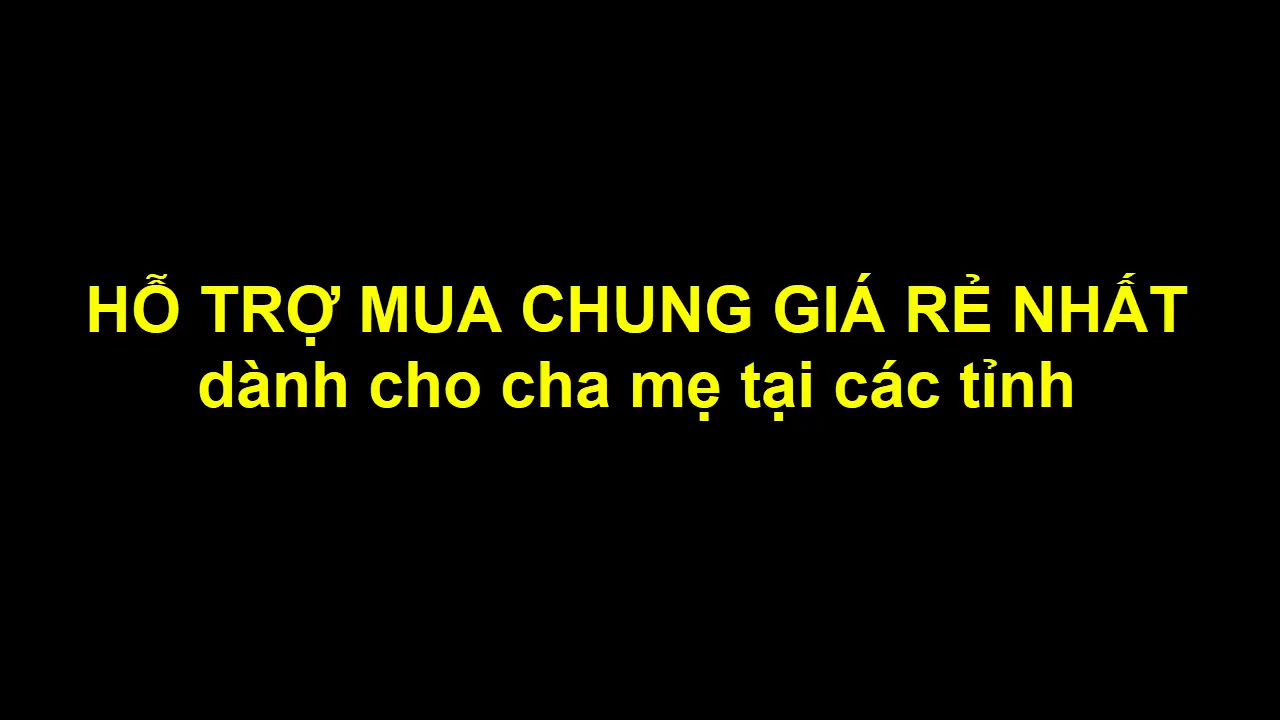 HỖ TRỢ MUA CHUNG GIÁ RẺ NHẤT
dành cho cha mẹ tại các tỉnh